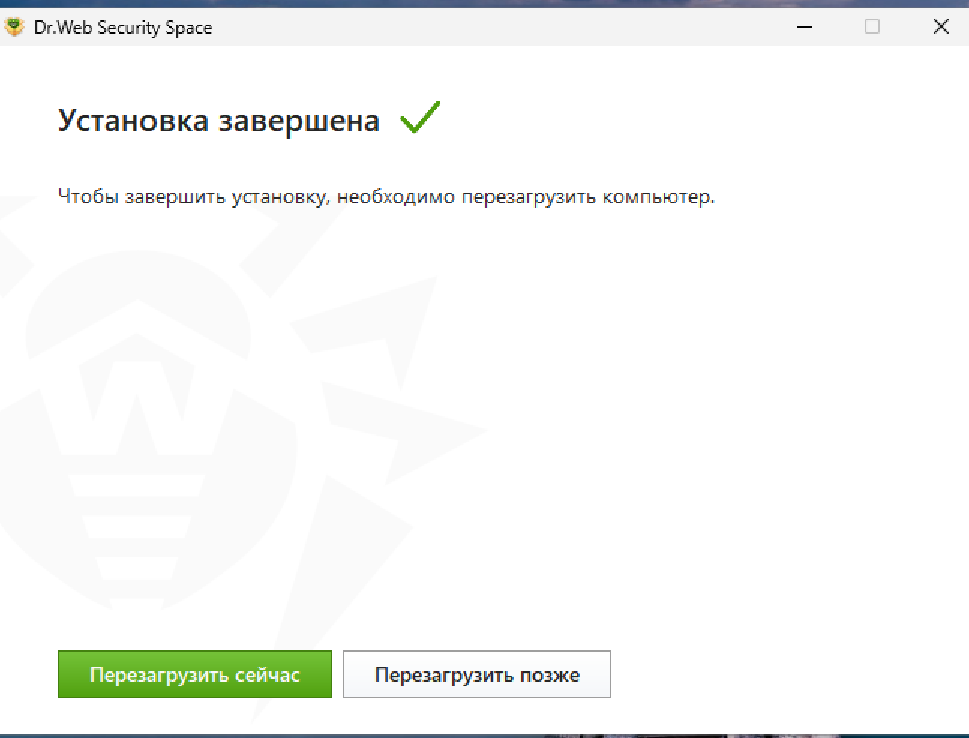 Dr.Web Security Space
Установка завершена
Чтобы завершить установку, необходимо перезагрузить компьютер.
Перезагрузить сейчас
Перезагрузить позже